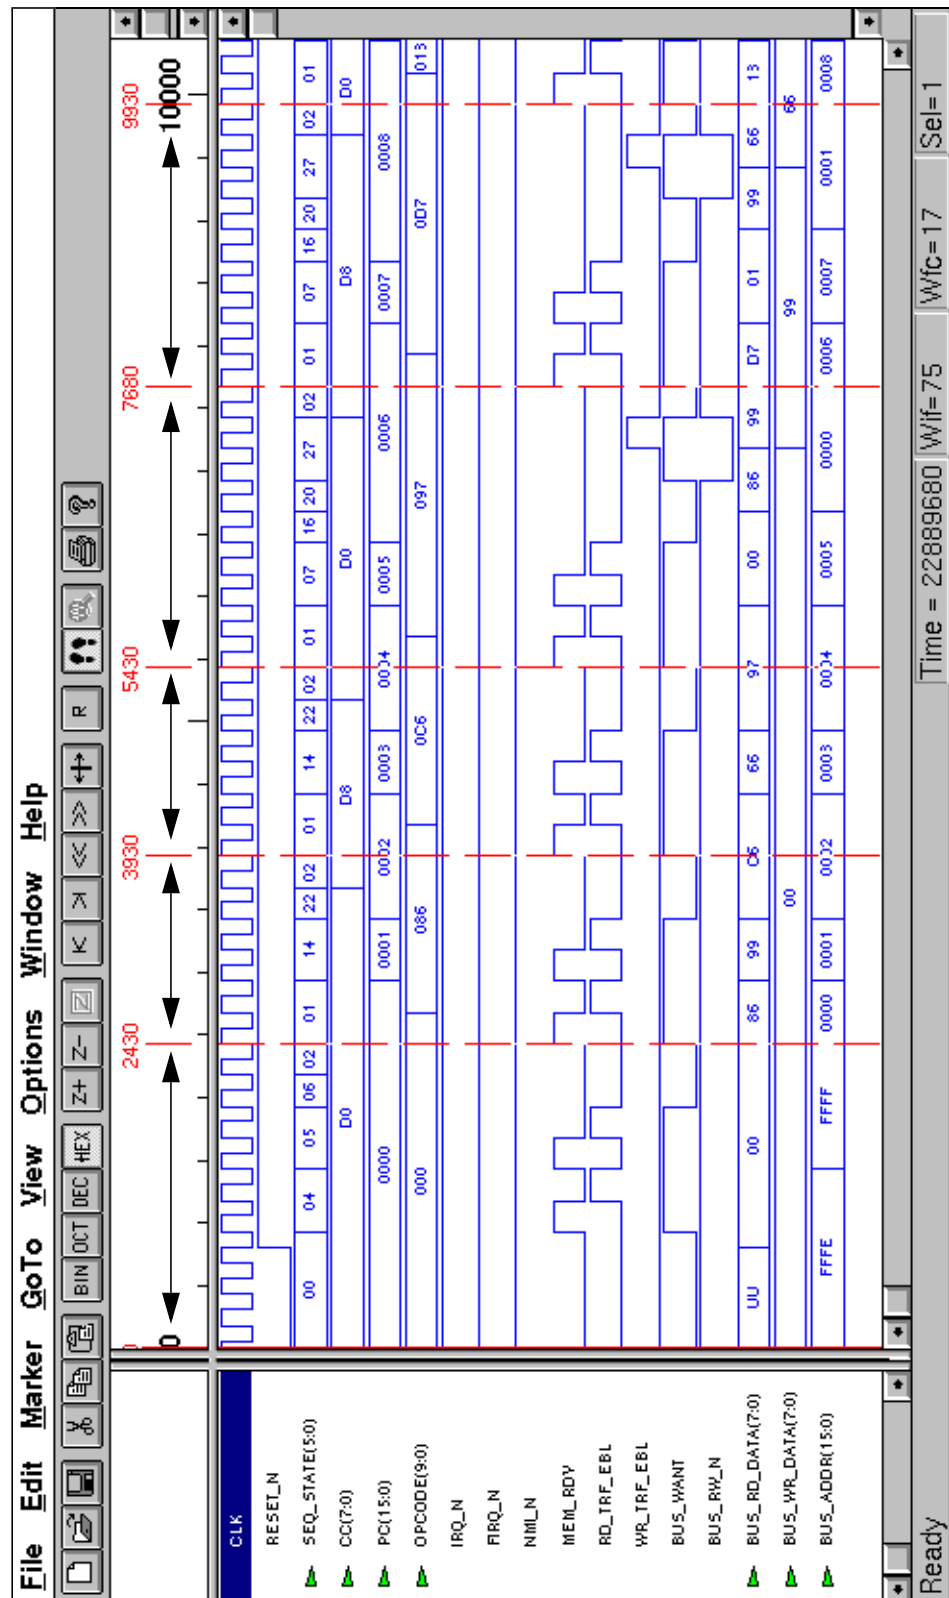 File Edit Marker GoTo View Options Window Help
BIN OCT DEC HEX Z+ Z- Z K > << >> R ?
0 2430 3930 5430 7680 9930
0 10000
CLK
RESET_N
SEQ_STATE(5:0) 00 04 05 06 02 01 14 22 02 01 14 22 02 01 07 16 20 27 02 01 07 16 20 27 02 01
CC(7:0) D0 D8 D0 D8 D0
PC(15:0) 0000 0001 0002 0003 0004 0005 0006 0007 0008
OPCODE(9:0) 000 086 0C6 097 0D7 013
IRQ_N
FIRQ_N
NMI_N
MEM_RDY
RD_TRF_EBL
WR_TRF_EBL
BUS_WANT
BUS_RW_N
BUS_RD_DATA(7:0) UU 00 86 99 C6 66 97 00 86 99 D7 01 99 66 13
BUS_WR_DATA(7:0) 00 99 66
BUS_ADDR(15:0) FFFE FFFF 0000 0001 0002 0003 0004 0005 0000 0006 0007 0001 0008
Ready Time = 22889680 Wif=75 Wfc=17 Sel=1